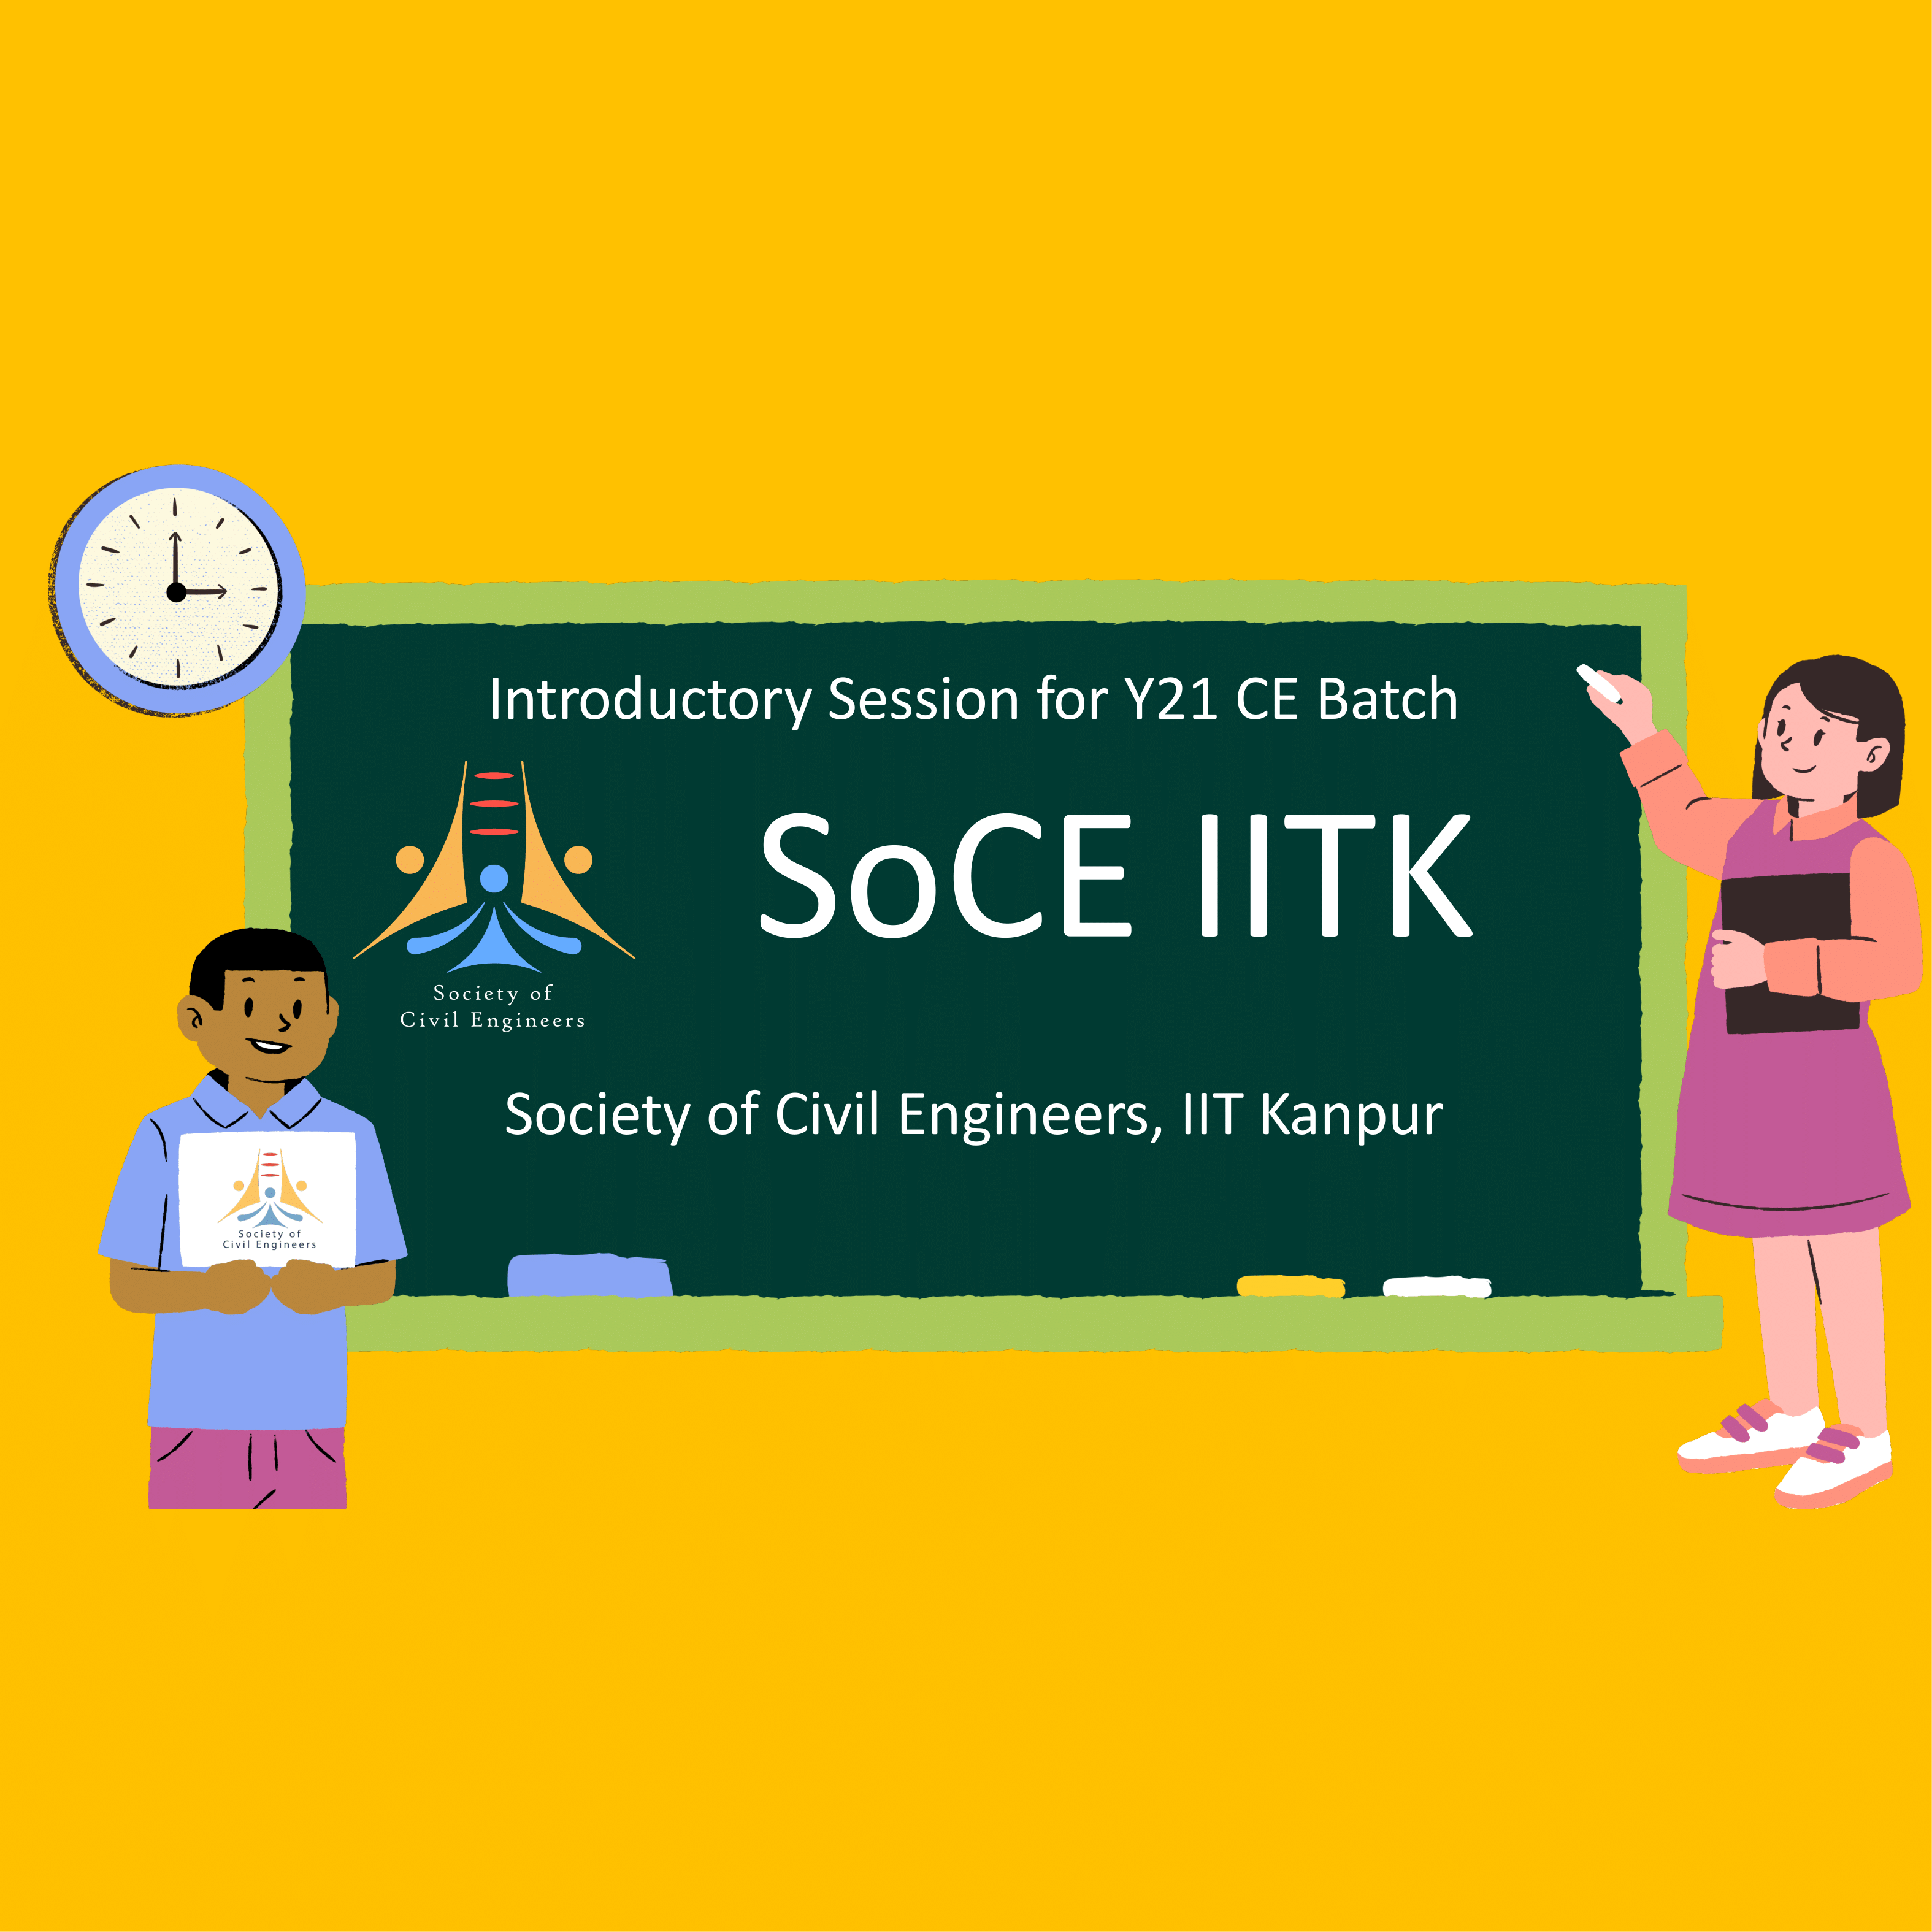 Introductory Session for Y21 CE Batch
SoCE IITK
Society of
Civil Engineers
Society of Civil Engineers, IIT Kanpur
Society of
Civil Engineers